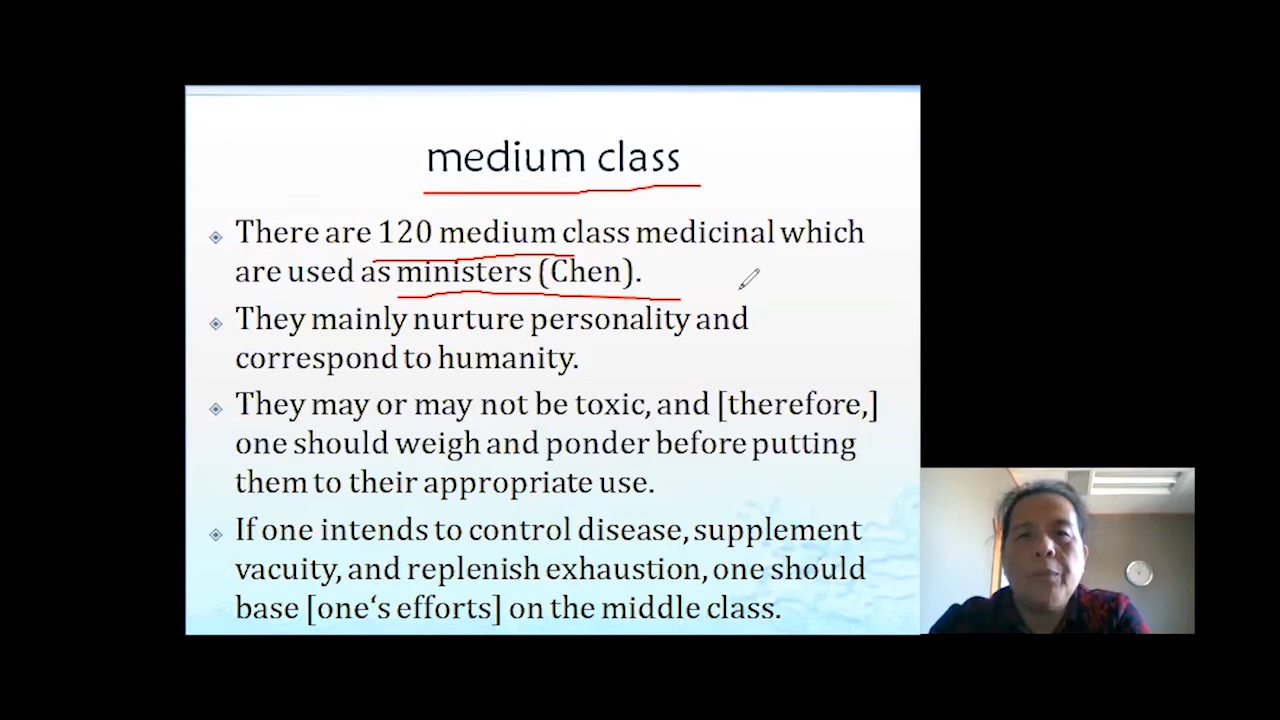 medium class
There are 120 medium class medicinal which
are used as ministers (Chen).
They mainly nurture personality and
correspond to humanity.
They may or may not be toxic, and [therefore,]
one should weigh and ponder before putting
them to their appropriate use.
If one intends to control disease, supplement
vacuity, and replenish exhaustion, one should
base [one‘s efforts] on the middle class.